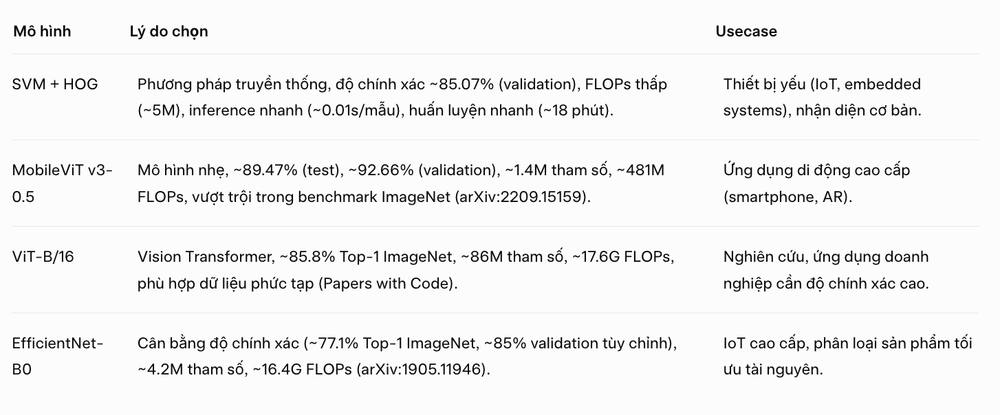 Mô hình Lý do chọn Usecase
SVM + HOG Phương pháp truyền thống, độ chính xác ~85.07% (validation), FLOPs thấp Thiết bị yếu (IoT, embedded
(~5M), inference nhanh (~0.01s/mẫu), huấn luyện nhanh (~18 phút). systems), nhận diện cơ bản.
MobileViT v3- Mô hình nhẹ, ~89.47% (test), ~92.66% (validation), ~1.4M tham số, ~481M Ứng dụng di động cao cấp
0.5 FLOPs, vượt trội trong benchmark ImageNet (arXiv:2209.15159). (smartphone, AR).
ViT-B/16 Vision Transformer, ~85.8% Top-1 ImageNet, ~86M tham số, ~17.6G FLOPs, Nghiên cứu, ứng dụng doanh
phù hợp dữ liệu phức tạp (Papers with Code). nghiệp cần độ chính xác cao.
EfficientNet- Cân bằng độ chính xác (~77.1% Top-1 ImageNet, ~85% validation tùy chỉnh), IoT cao cấp, phân loại sản phẩm tối
B0 ~4.2M tham số, ~16.4G FLOPs (arXiv:1905.11946). ưu tài nguyên.